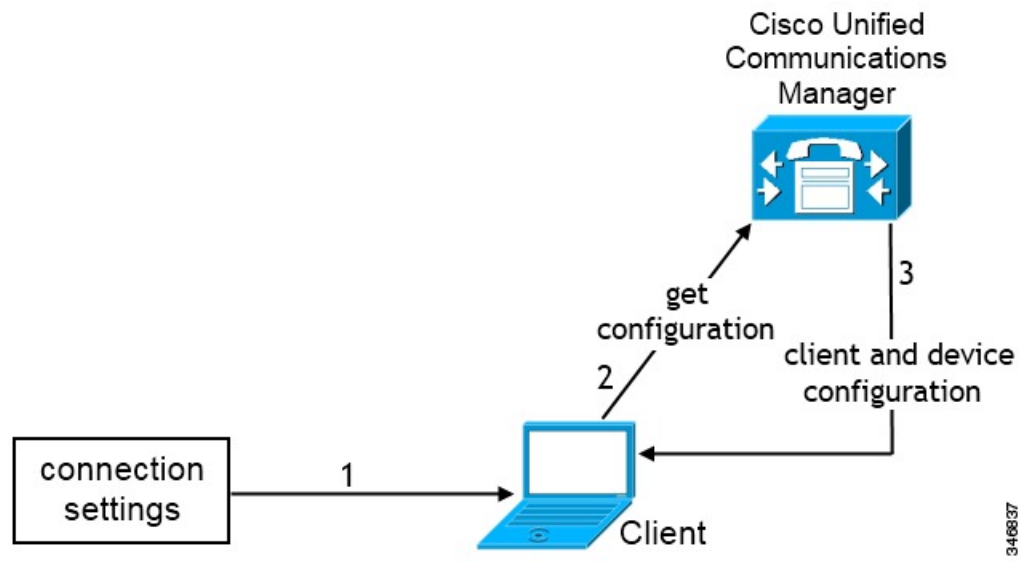 Cisco Unified
Communications
Manager
3
get
configuration
client and device
configuration
2
connection
settings
1
Client
346837